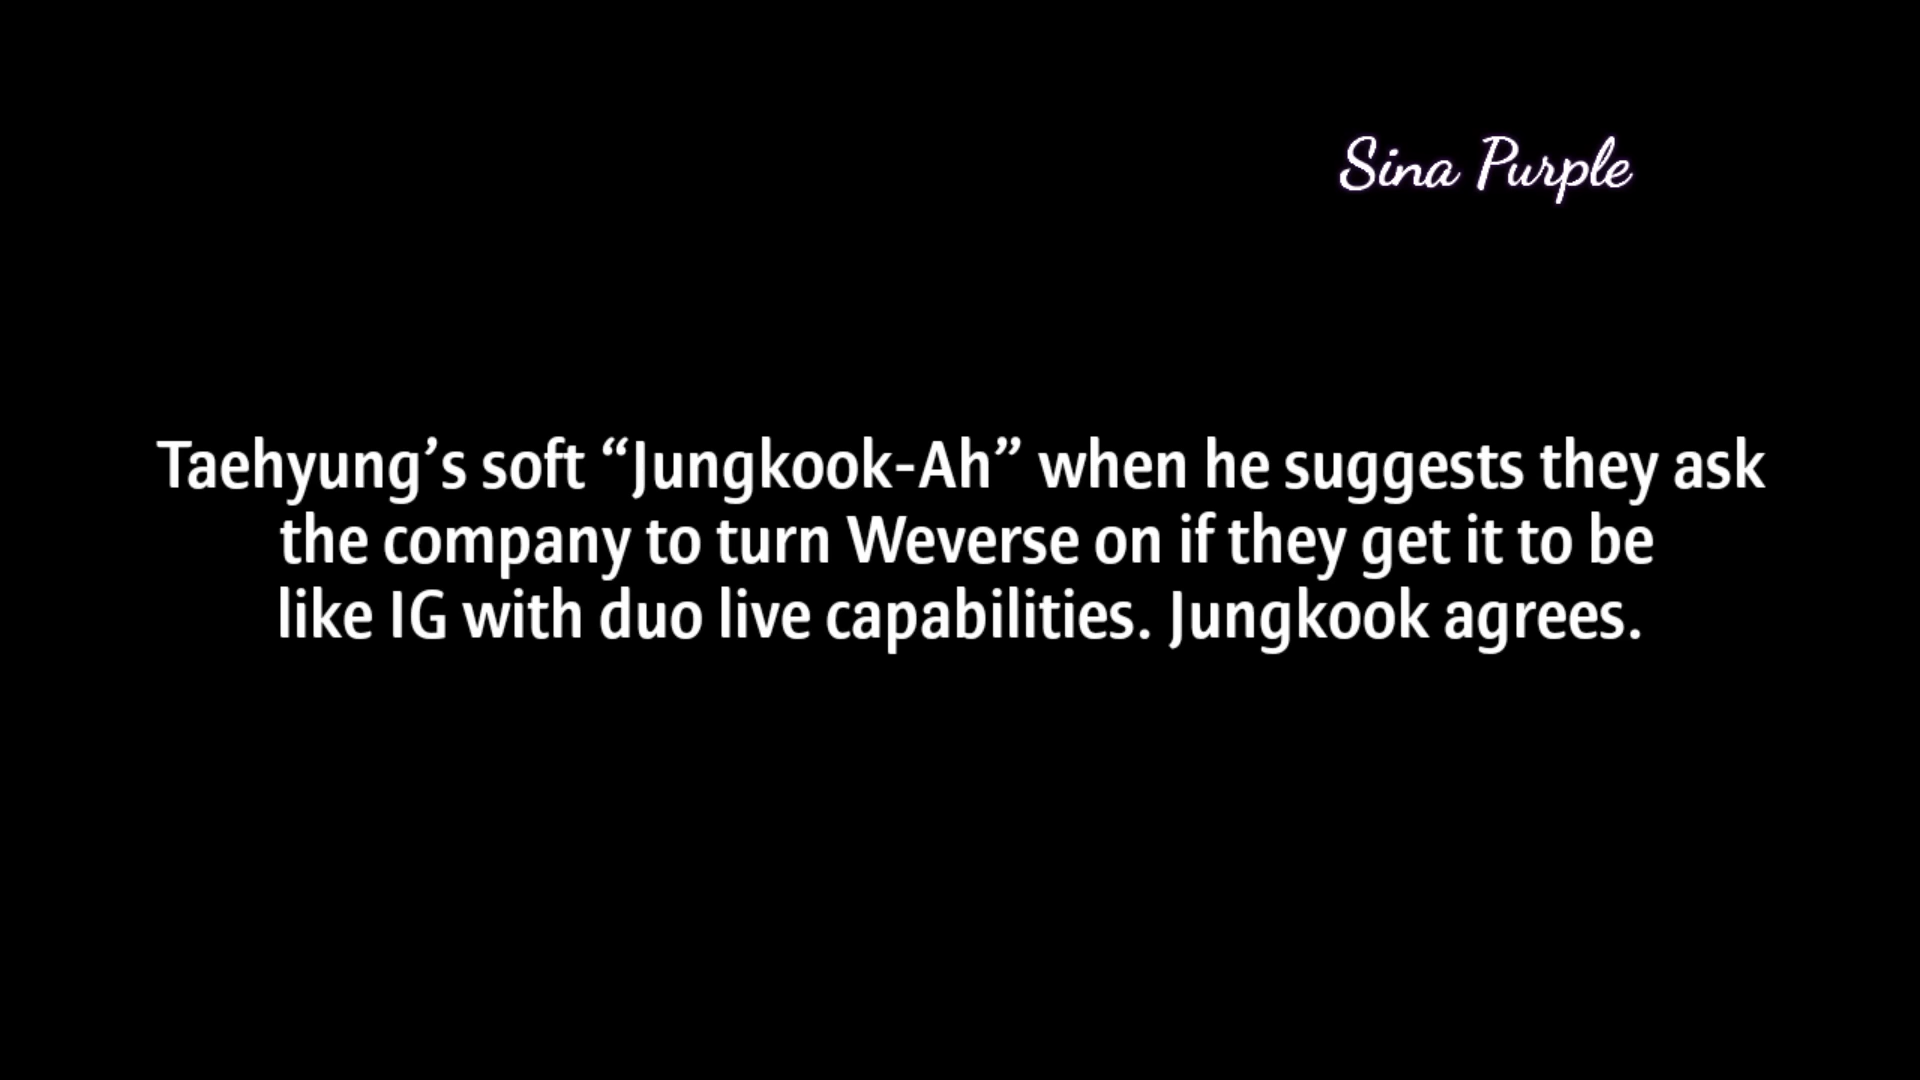 Sina Purple
Taehyung’s soft “Jungkook-Ah” when he suggests they ask
the company to turn Weverse on if they get it to be
like IG with duo live capabilities. Jungkook agrees.